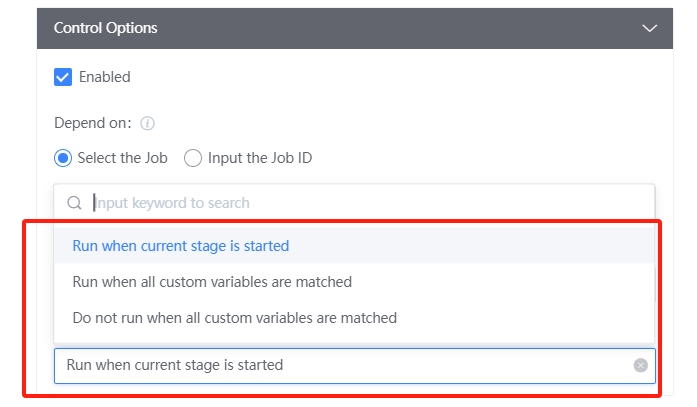 Control Options
Enabled
Depend on:
Select the Job
Input the Job ID
Input keyword to search
Run when current stage is started
Run when all custom variables are matched
Do not run when all custom variables are matched
Run when current stage is started